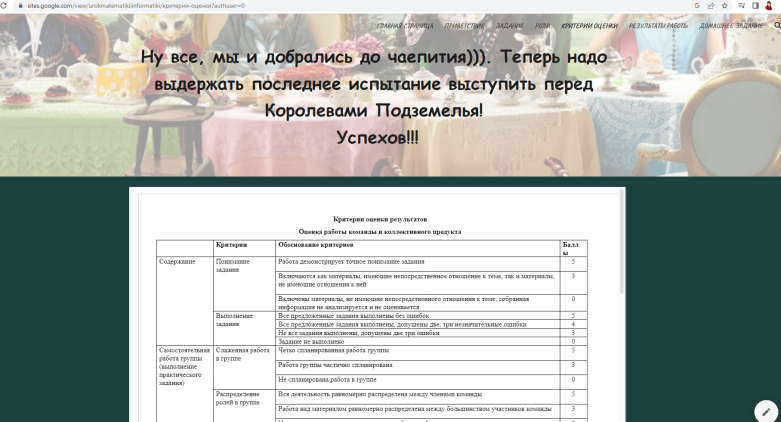 sites.google.com/view/urokmatematikiiinformatiki/критерии-оценки?authuser=0
ГЛАВНАЯ СТРАНИЦА ПРИВЕТСТВИЕ ЗАДАНИЕ РОЛИ КРИТЕРИИ ОЦЕНКИ РЕЗУЛЬТАТЫ РАБОТЫ ДОМАШНЕЕ ЗАДАНИЕ
Ну все, мы и добрались до чаепития))). Теперь надо
выдержать последнее испытание выступить перед
Королевами Подземелья!
Успехов!!!
Критерии оценки результатов
Оценка работы команды и коллективного продукта
Критерии Обоснование критериев Балл
ы
Содержание Понимание Работа демонстрирует точное понимание задания 5
задания
Включаются как материалы, имеющие непосредственное отношение к теме, так и материалы, 3
не имеющие отношения к ней
Включены материалы, не имеющие непосредственного отношения к теме; собранная 0
информация не анализируется и не оценивается
Выполнение Все предложенные задания выполнены без ошибок 5
задания Все предложенные задания выполнены, допущены две, три незначительные ошибки 4
Не все задания выполнены, допущены две три ошибки 3
Задание не выполнено 0
Самостоятельная Слаженная работа Четко спланированная работа группы 5
работа группы в группе
(выполнение Работа группы частично спланирована 3
практического
задания) Не спланирована работа в группе 0
Распределение Вся деятельность равномерно распределена между членами команды 5
ролей в группе
Работа над материалом равномерно распределена между большинством участников команды 3